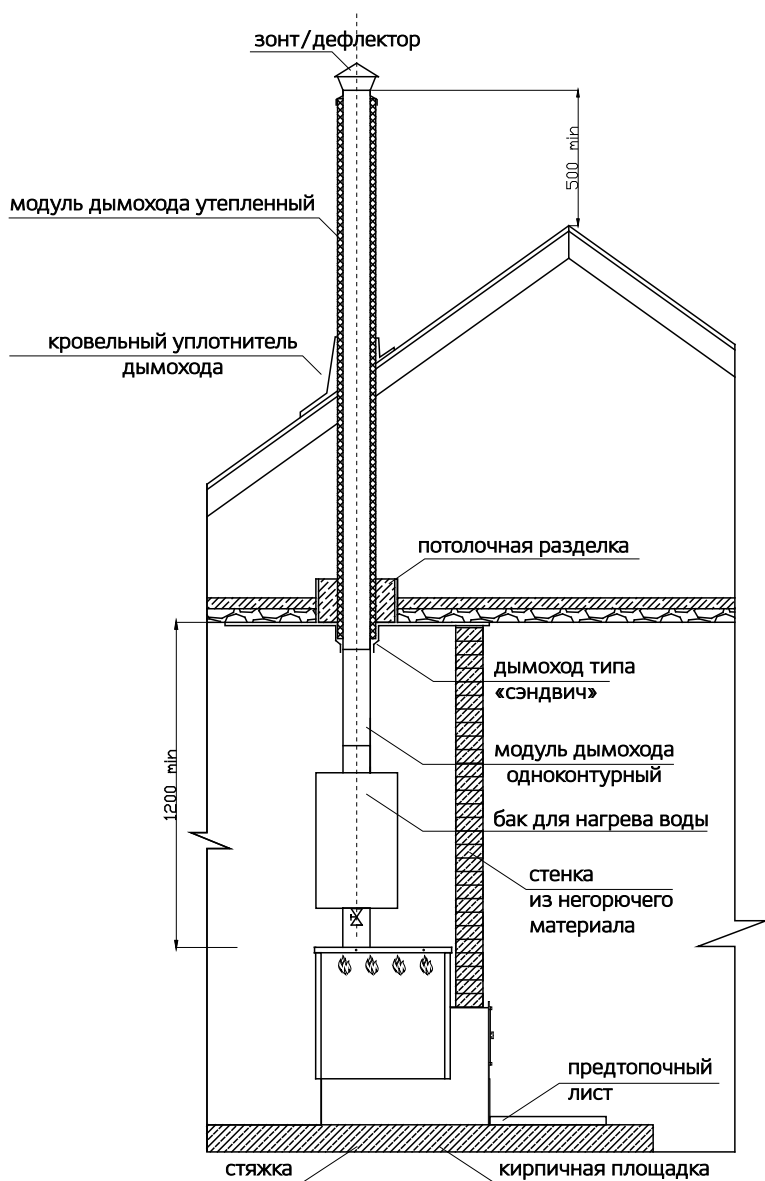 зонт/дефлектор
500 min
модуль дымохода утепленный
кровельный уплотнитель
дымохода
потолочная разделка
дымоход типа
«сэндвич»
модуль дымохода
одноконтурный
1200 min
бак для нагрева воды
стенка
из негорючего
материала
предтопочный
лист
стяжка
кирпичная площадка